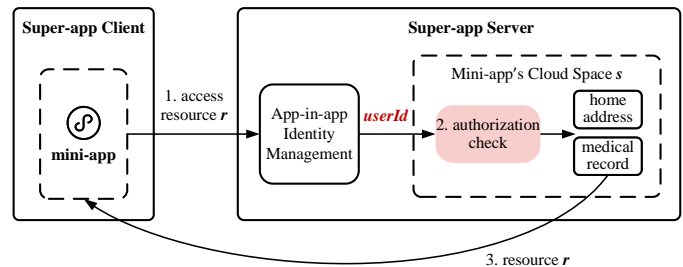 Super-app Client
Super-app Server
mini-app
1. access
resource r
App-in-app
Identity
Management
userId
Mini-app's Cloud Space s
2. authorization
check
home
address
medical
record
3. resource r